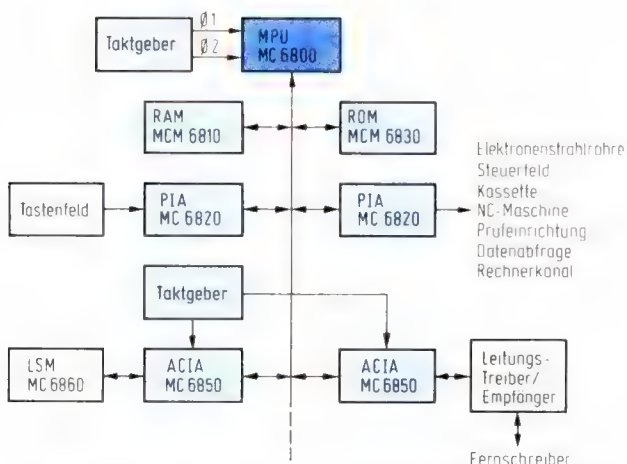 Taktgeber
Ø1
Ø2
MPU
MC 6800
RAM
MCM 6810
ROM
MCM 6830
Tastenfeld
PIA
MC 6820
PIA
MC 6820
Elektronenstrahlröhre
Steuerfeld
Kassette
NC-Maschine
Prüfeinrichtung
Datenabfrage
Rechnerkanal
Taktgeber
LSM
MC 6860
ACIA
MC 6850
ACIA
MC 6850
Leitungs-
Treiber/
Empfänger
Fernschreiber